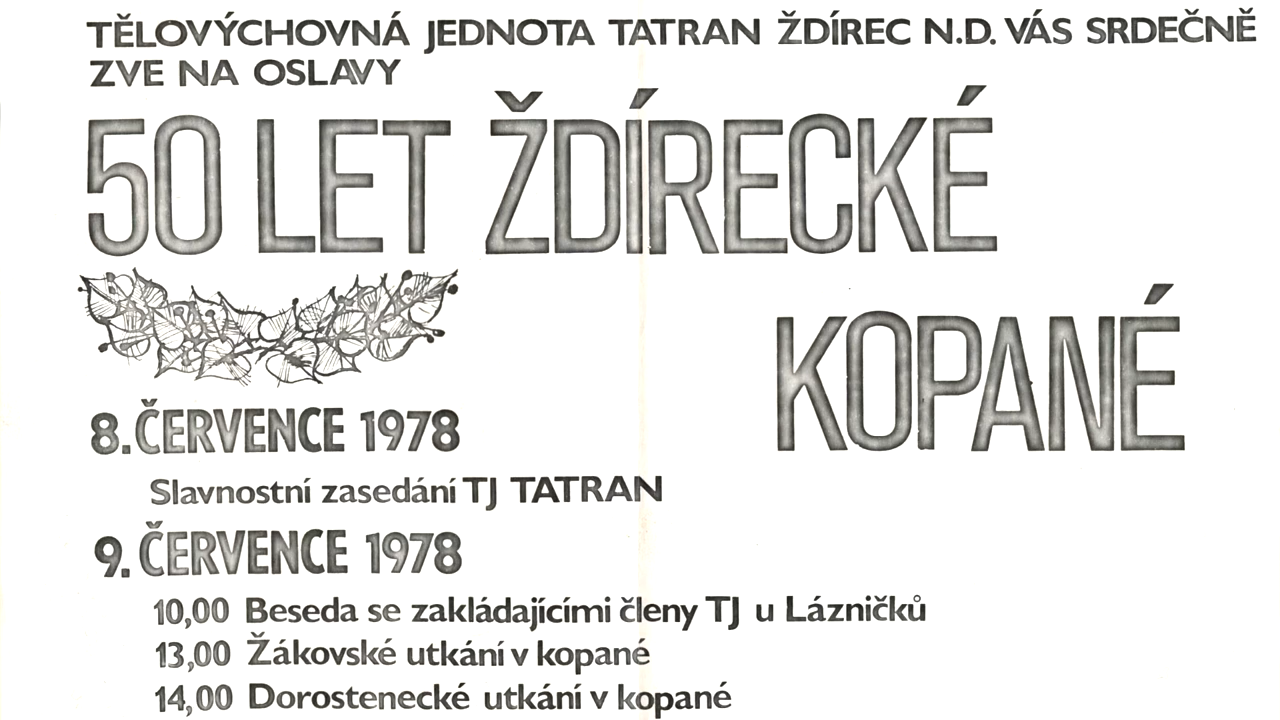 TĚLOVÝCHOVNÁ JEDNOTA TATRAN ŽDÍREC N.D. VÁS SRDEČNĚ
ZVE NA OSLAVY
50 LET ŽDÍRECKÉ
KOPANÉ
8. ČERVENCE 1978
Slavnostní zasedání TJ TATRAN
9. ČERVENCE 1978
10,00 Beseda se zakládajícími členy TJ u Lázničků
13,00 Žákovské utkání v kopané
14,00 Dorostenecké utkání v kopané